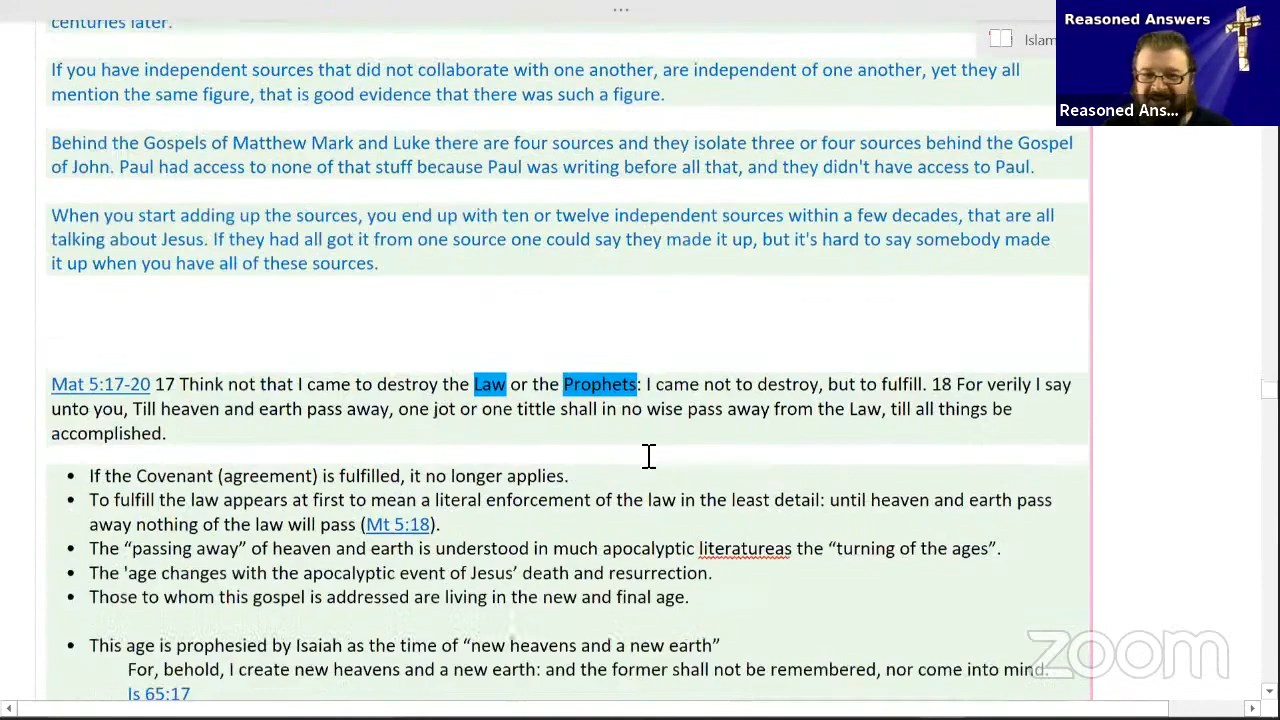 centuries later.
Islam
Reasoned Answers
Reasoned Ans...
If you have independent sources that did not collaborate with one another, are independent of one another, yet they all
mention the same figure, that is good evidence that there was such a figure.
Behind the Gospels of Matthew Mark and Luke there are four sources and they isolate three or four sources behind the Gospel
of John. Paul had access to none of that stuff because Paul was writing before all that, and they didn't have access to Paul.
When you start adding up the sources, you end up with ten or twelve independent sources within a few decades, that are all
talking about Jesus. If they had all got it from one source one could say they made it up, but it's hard to say somebody made
it up when you have all of these sources.
Mat 5:17-20 17 Think not that I came to destroy the Law or the Prophets: I came not to destroy, but to fulfill. 18 For verily I say
unto you, Till heaven and earth pass away, one jot or one tittle shall in no wise pass away from the Law, till all things be
accomplished.
• If the Covenant (agreement) is fulfilled, it no longer applies.
• To fulfill the law appears at first to mean a literal enforcement of the law in the least detail: until heaven and earth pass
away nothing of the law will pass (Mt 5:18).
• The “passing away” of heaven and earth is understood in much apocalyptic literatureas the “turning of the ages”.
• The 'age changes with the apocalyptic event of Jesus’ death and resurrection.
• Those to whom this gospel is addressed are living in the new and final age.
• This age is prophesied by Isaiah as the time of “new heavens and a new earth”
For, behold, I create new heavens and a new earth: and the former shall not be remembered, nor come into mind.
Is 65:17
zoom